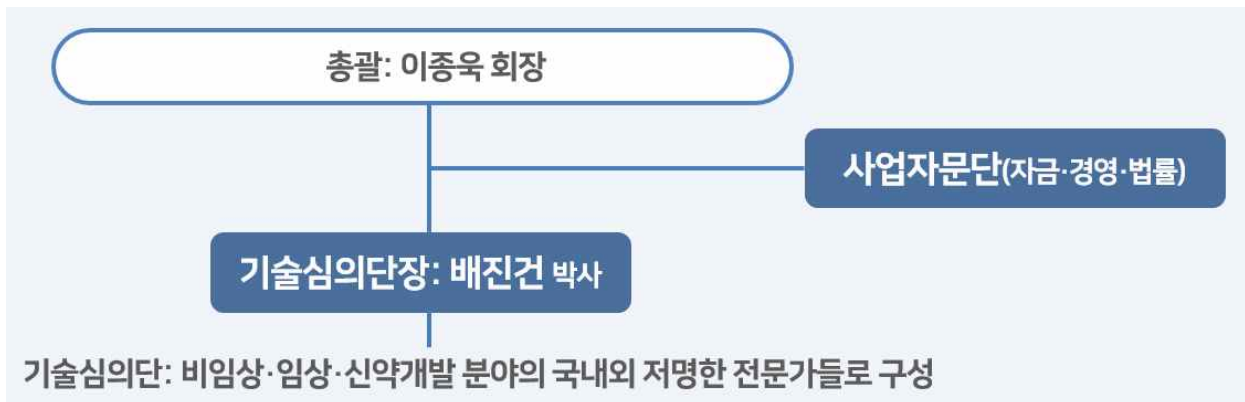 총괄: 이종욱 회장
사업자문단(자금·경영·법률)
기술심의단장: 배진건 박사
기술심의단: 비임상·임상·신약개발 분야의 국내외 저명한 전문가들로 구성